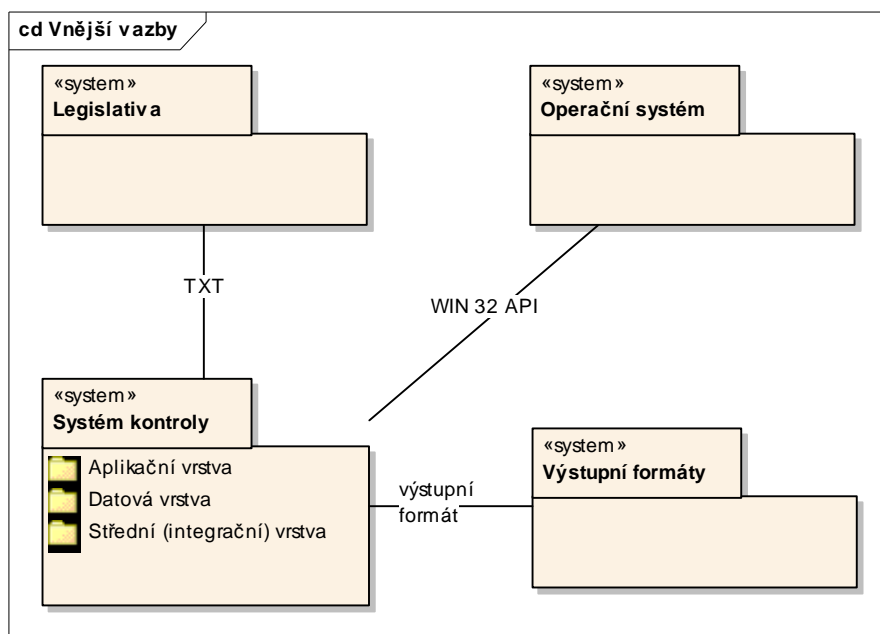 cd Vnější vazby
«system»
Legislativa
«system»
Operační systém
TXT
WIN 32 API
«system»
Systém kontroly
Aplikační vrstva
Datová vrstva
Střední (integrační) vrstva
výstupní
formát
«system»
Výstupní formáty